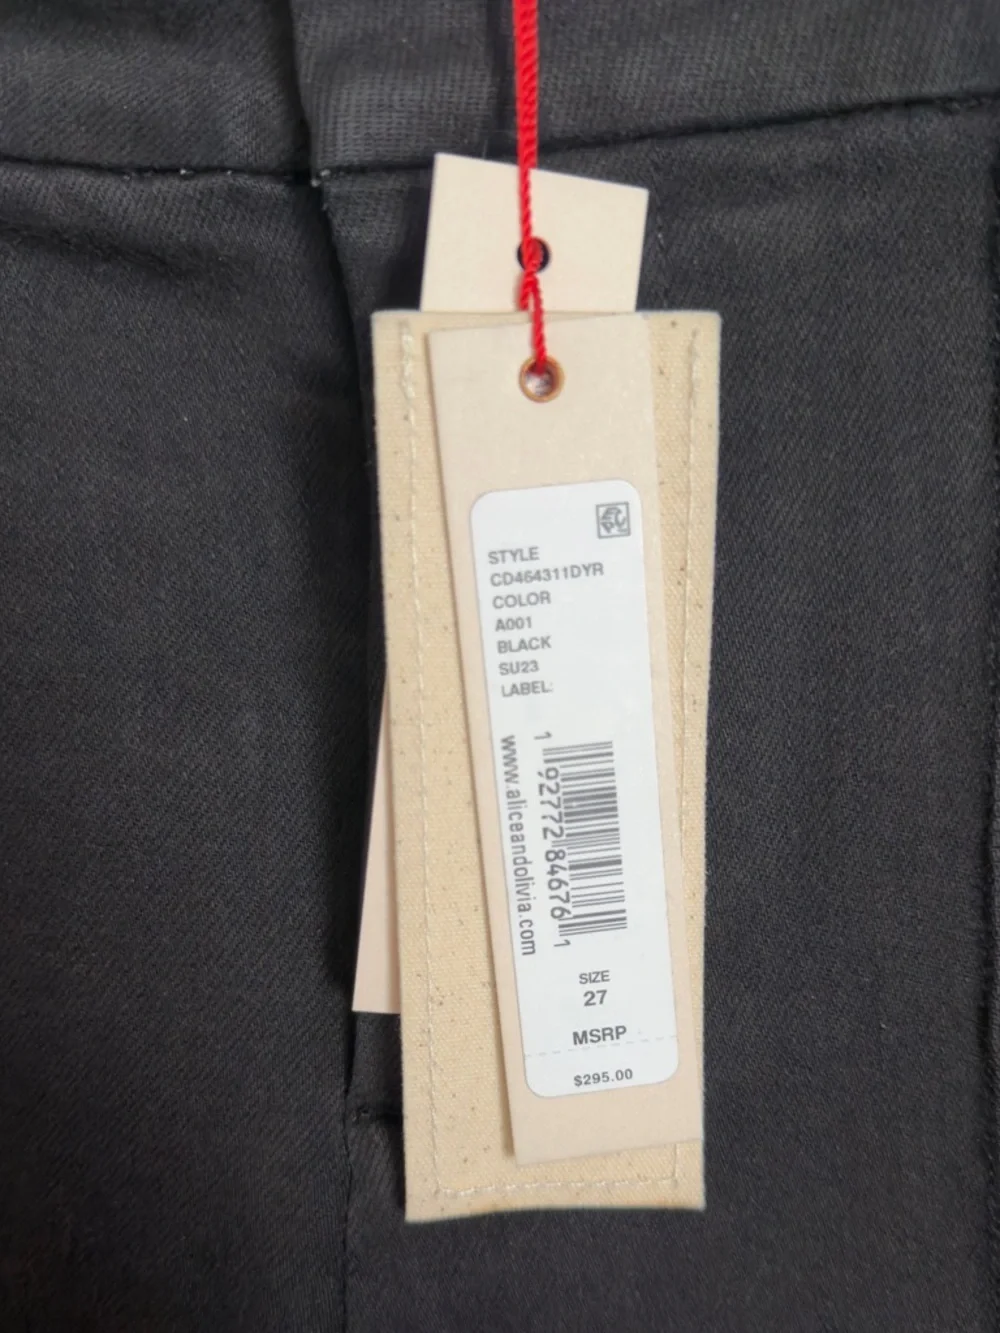 STYLE
CD464311DYR
COLOR
A001
BLACK
SU23
LABEL:
1 92772 84676 1
www.aliceandolivia.com
SIZE
27
MSRP
$295.00